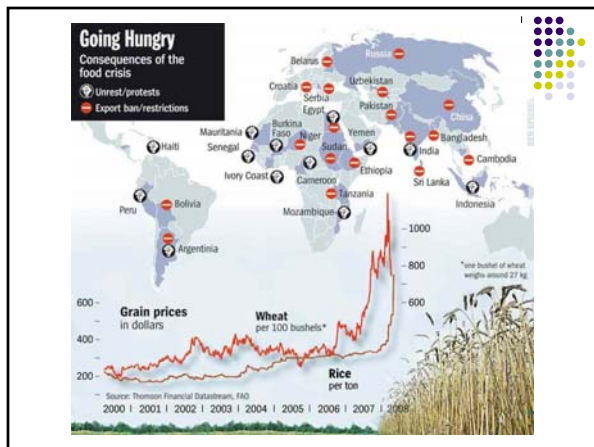 Going Hungry
Consequences of the
food crisis
Unrest/protests
Export ban/restrictions
Belarus
Russia
Croatia
Serbia
Uzbekistan
Egypt
Pakistan
China
Mauritania
Burkina
Faso
Niger
Yemen
Bangladesh
Haiti
Senegal
Sudan
India
Cambodia
Ivory Coast
Cameroon
Ethiopia
Sri Lanka
Indonesia
Peru
Bolivia
Tanzania
Mozambique
Argentinia
1000
800
600
*one bushel of wheat
weighs around 27 kg
600
400
200
Grain prices
in dollars
Wheat
per 100 bushels*
Rice
per ton
Source: Thomson Financial Datastream, FAO
2000 | 2001 | 2002 | 2003 | 2004 | 2005 | 2006 | 2007 | 2008